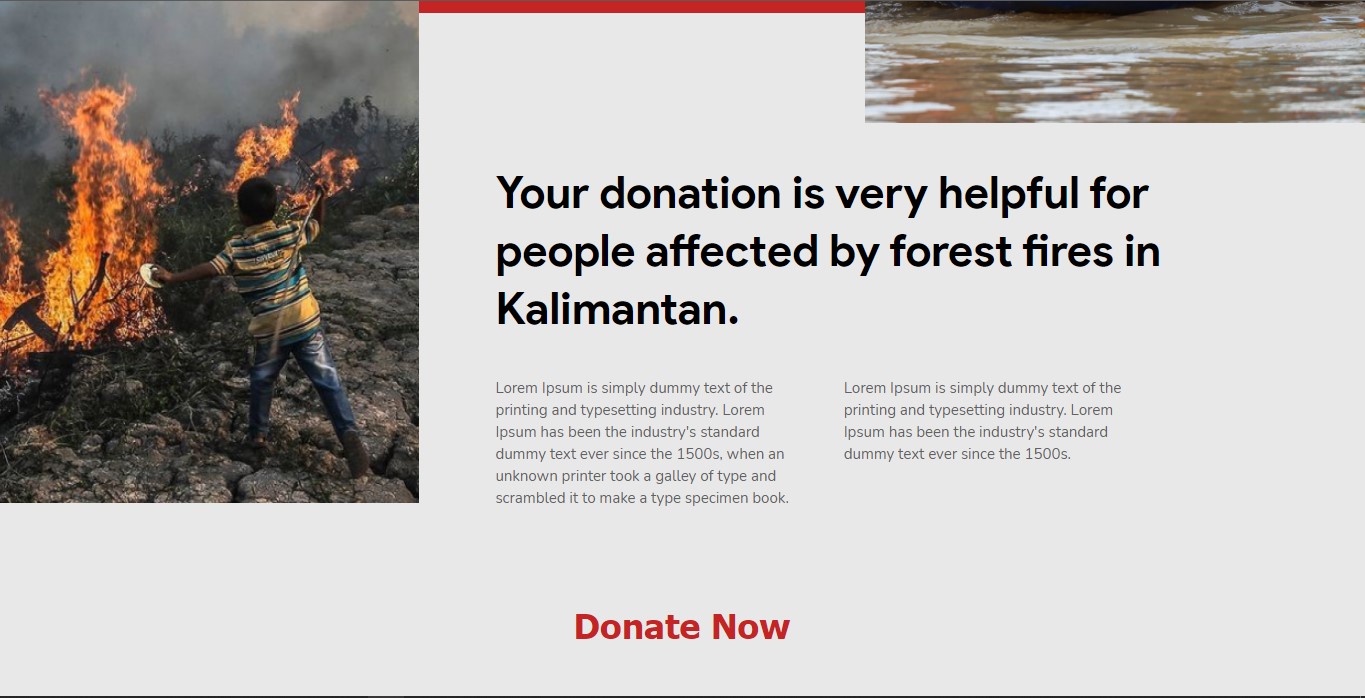 Your donation is very helpful for
people affected by forest fires in
Kalimantan.
Lorem Ipsum is simply dummy text of the
printing and typesetting industry. Lorem
Ipsum has been the industry's standard
dummy text ever since the 1500s, when an
unknown printer took a galley of type and
scrambled it to make a type specimen book.
Lorem Ipsum is simply dummy text of the
printing and typesetting industry. Lorem
Ipsum has been the industry's standard
dummy text ever since the 1500s.
Donate Now